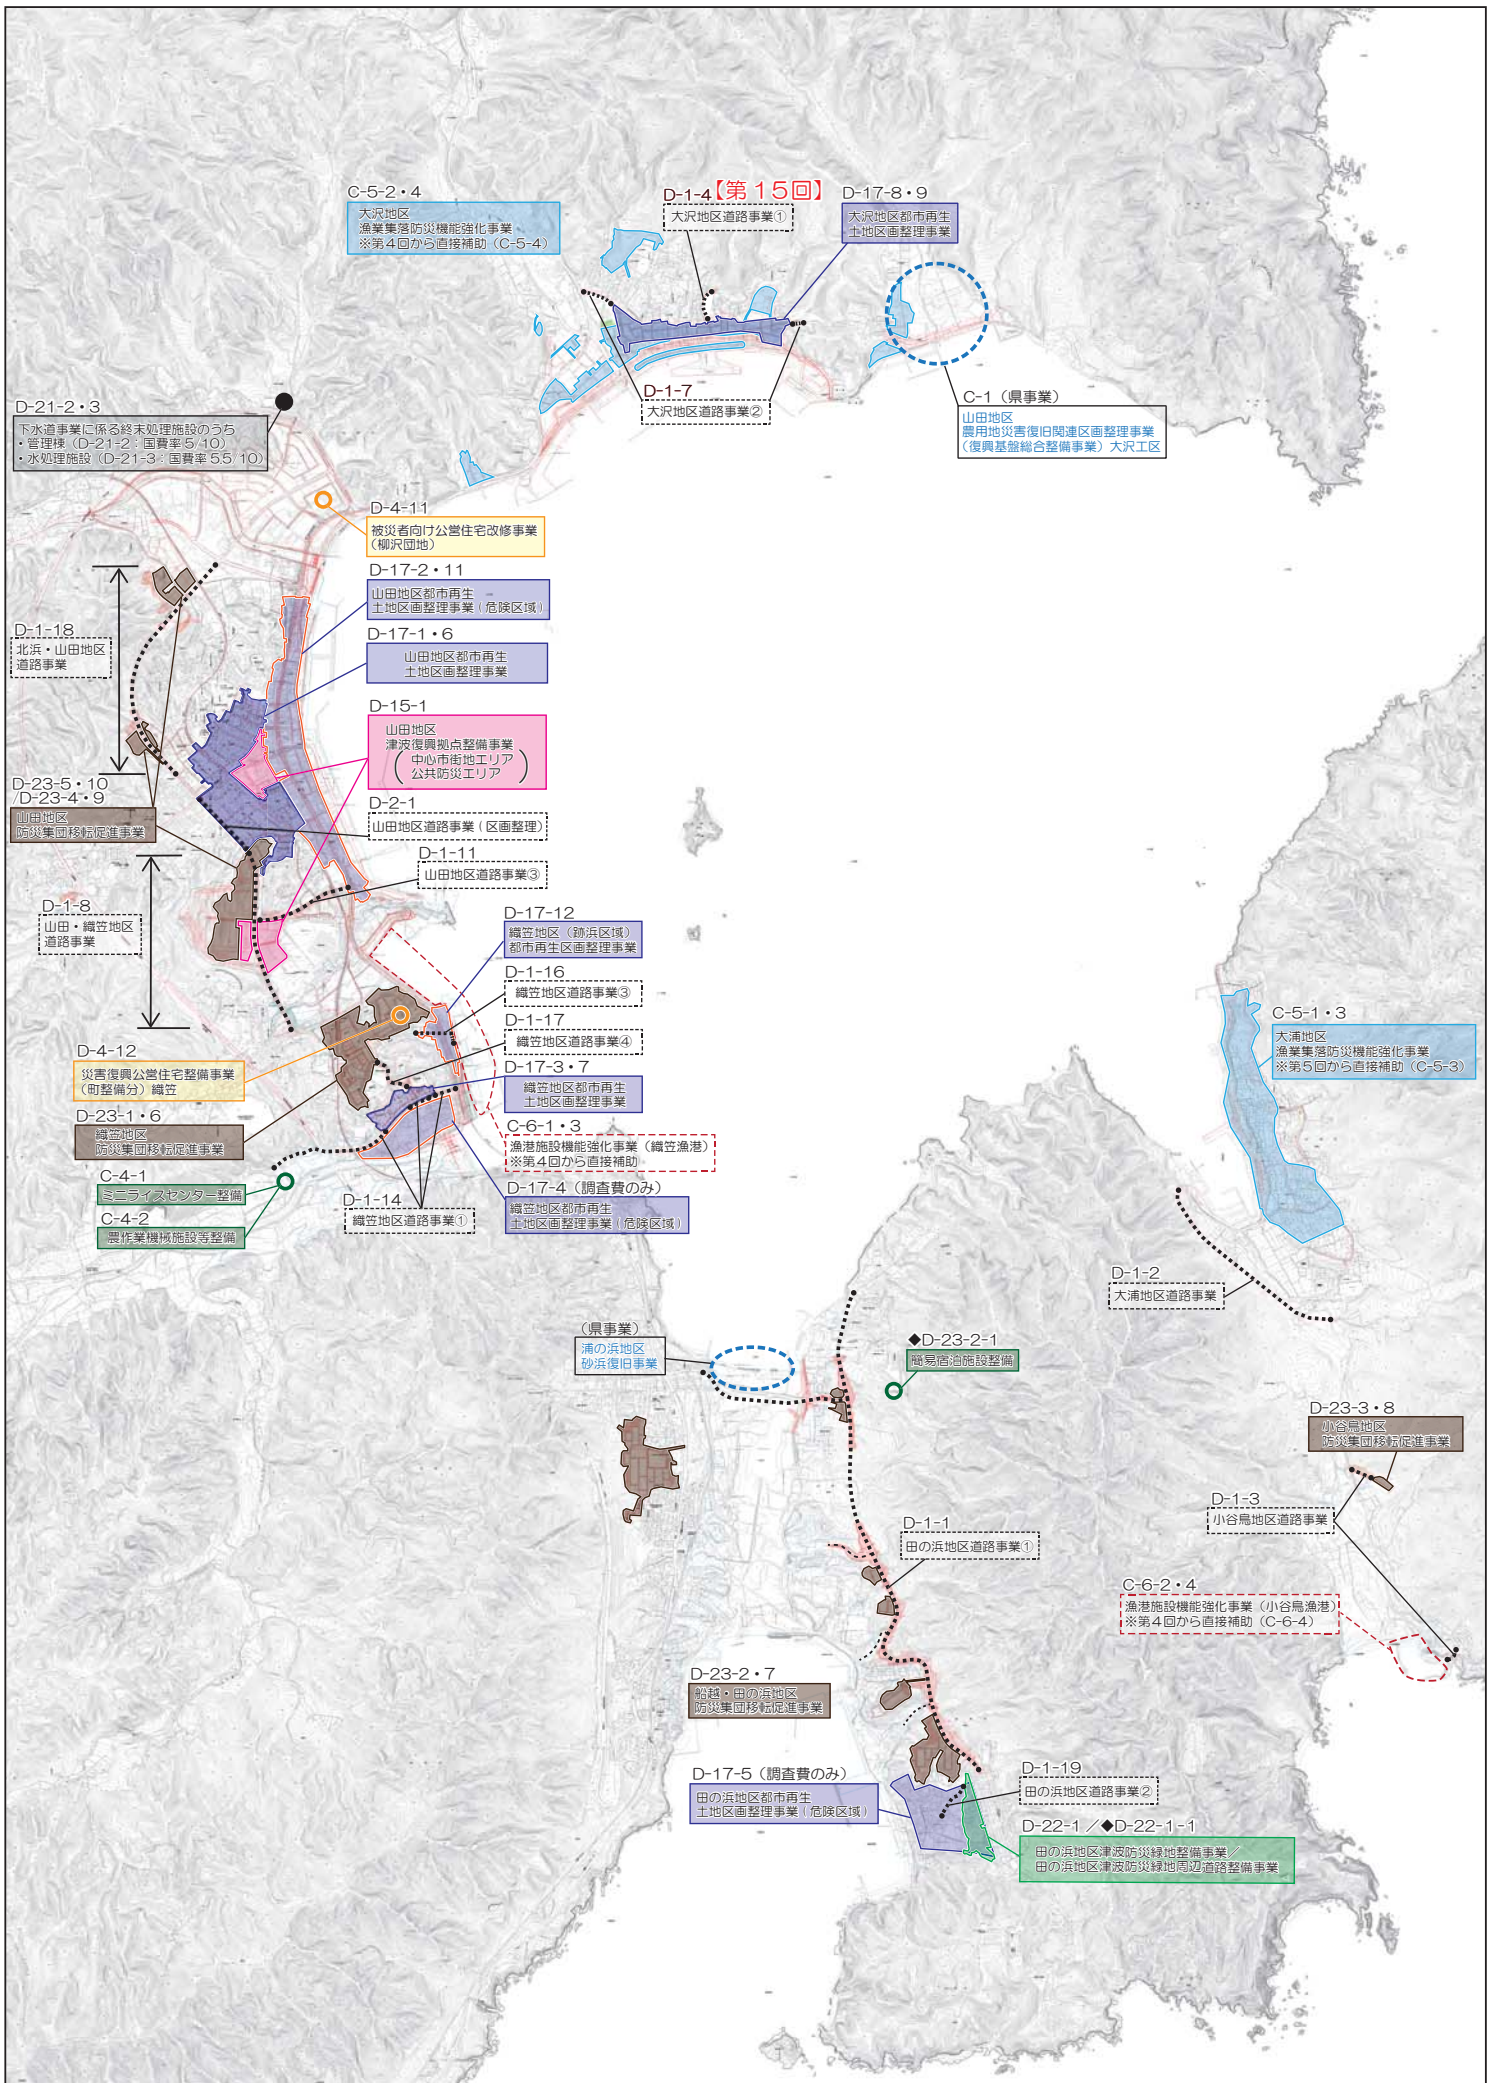 C-5-2・4
大沢地区
漁業集落防災機能強化事業
※第4回から直接補助（C-5-4）
D-1-4【第15回】
大沢地区道路事業①
D-17-8・9
大沢地区都市再生
土地区画整理事業
D-1-7
大沢地区道路事業②
C-1（県事業）
山田地区
農用地災害復旧関連区画整理事業
（復興基盤総合整備事業）大沢工区
D-21-2・3
下水道事業に係る終末処理施設のうち
・管理棟（D-21-2：国費率5/10）
・水処理施設（D-21-3：国費率5.5/10）
D-4-11
被災者向け公営住宅改修事業
（柳沢団地）
D-17-2・11
山田地区都市再生
土地区画整理事業（危険区域）
D-1-18
北浜・山田地区
道路事業
D-17-1・6
山田地区都市再生
土地区画整理事業
D-15-1
山田地区
津波復興拠点整備事業
（中心市街地エリア
公共防災エリア）
D-23-5・10
/D-23-4・9
山田地区
防災集団移転促進事業
D-2-1
山田地区道路事業（区画整理）
D-1-11
山田地区道路事業③
D-1-8
山田・織笠地区
道路事業
D-17-12
織笠地区（跡浜区域）
都市再生区画整理事業
D-1-16
織笠地区道路事業③
D-1-17
織笠地区道路事業④
D-4-12
災害復興公営住宅整備事業
（町整備分）織笠
D-17-3・7
織笠地区都市再生
土地区画整理事業
D-23-1・6
織笠地区
防災集団移転促進事業
C-6-1・3
漁港施設機能強化事業（織笠漁港）
※第4回から直接補助
C-4-1
ミニライスセンター整備
C-4-2
農作業機械施設等整備
D-1-14
織笠地区道路事業①
D-17-4（調査費のみ）
織笠地区都市再生
土地区画整理事業（危険区域）
C-5-1・3
大浦地区
漁業集落防災機能強化事業
※第5回から直接補助（C-5-3）
D-1-2
大浦地区道路事業
（県事業）
浦の浜地区
砂浜復旧事業
◆D-23-2-1
簡易宿泊施設整備
D-23-3・8
小谷鳥地区
防災集団移転促進事業
D-1-3
小谷鳥地区道路事業
D-1-1
田の浜地区道路事業①
C-6-2・4
漁港施設機能強化事業（小谷鳥漁港）
※第4回から直接補助（C-6-4）
D-23-2・7
船越・田の浜地区
防災集団移転促進事業
D-17-5（調査費のみ）
田の浜地区都市再生
土地区画整理事業（危険区域）
D-1-19
田の浜地区道路事業②
D-22-1／◆D-22-1-1
田の浜地区津波防災緑地整備事業／
田の浜地区津波防災緑地周辺道路整備事業